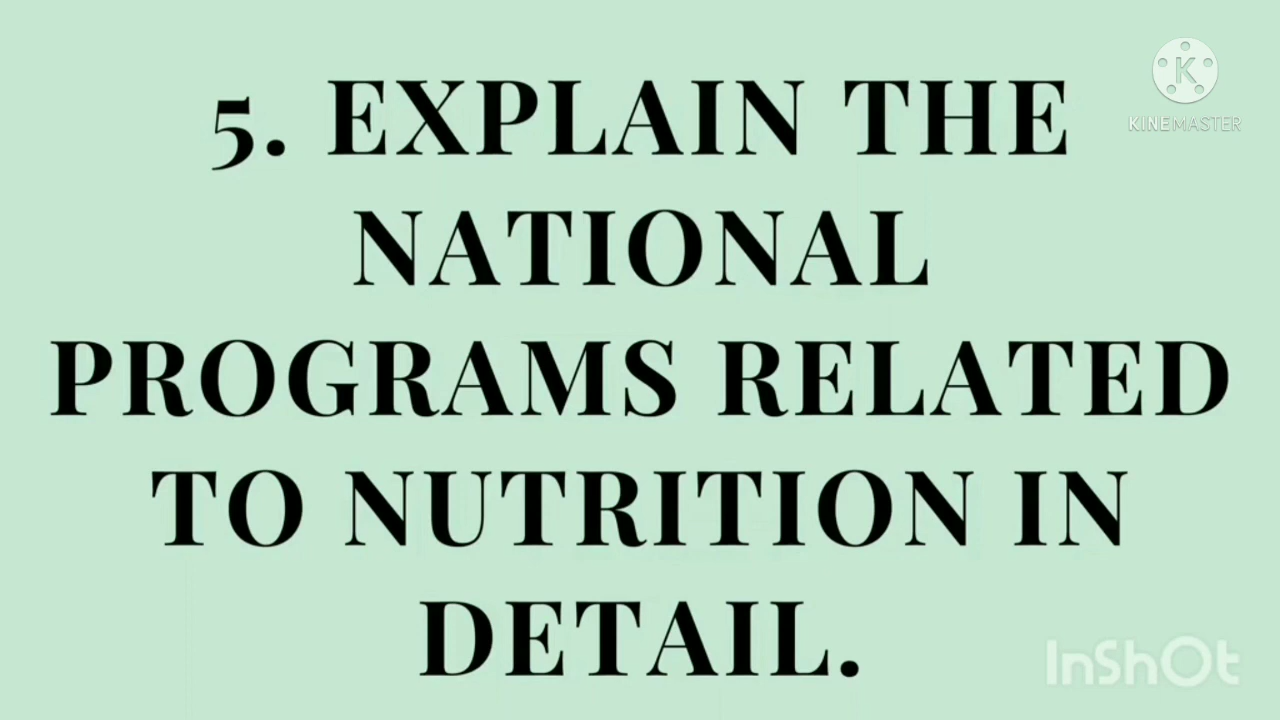 5. EXPLAIN THE
NATIONAL
PROGRAMS RELATED
TO NUTRITION IN
DETAIL.
K
KINEMASTER
InShOt